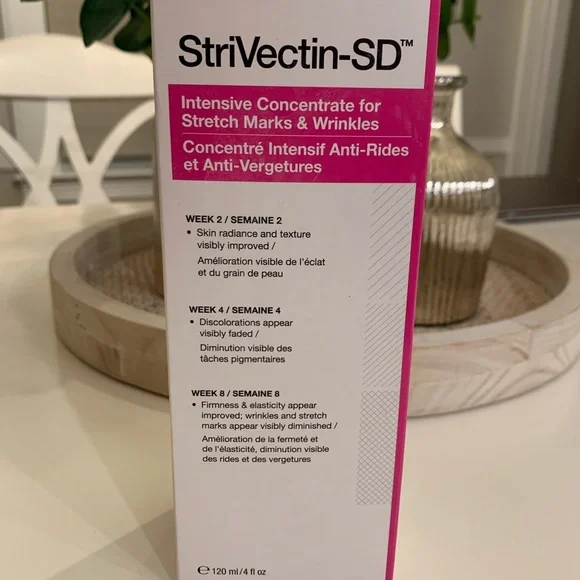 StriVectin-SD™
Intensive Concentrate for
Stretch Marks & Wrinkles
Concentré Intensif Anti-Rides
et Anti-Vergetures
WEEK 2 / SEMAINE 2
• Skin radiance and texture
visibly improved /
Amélioration visible de l'éclat
et du grain de peau
WEEK 4 / SEMAINE 4
• Discolorations appear
visibly faded /
Diminution visible des
tâches pigmentaires
WEEK 8 / SEMAINE 8
• Firmness & elasticity appear
improved; wrinkles and stretch
marks appear visibly diminished /
Amélioration de la fermeté et
de l'élasticité, diminution visible
des rides et des vergetures
℮ 120 ml/4 fl oz